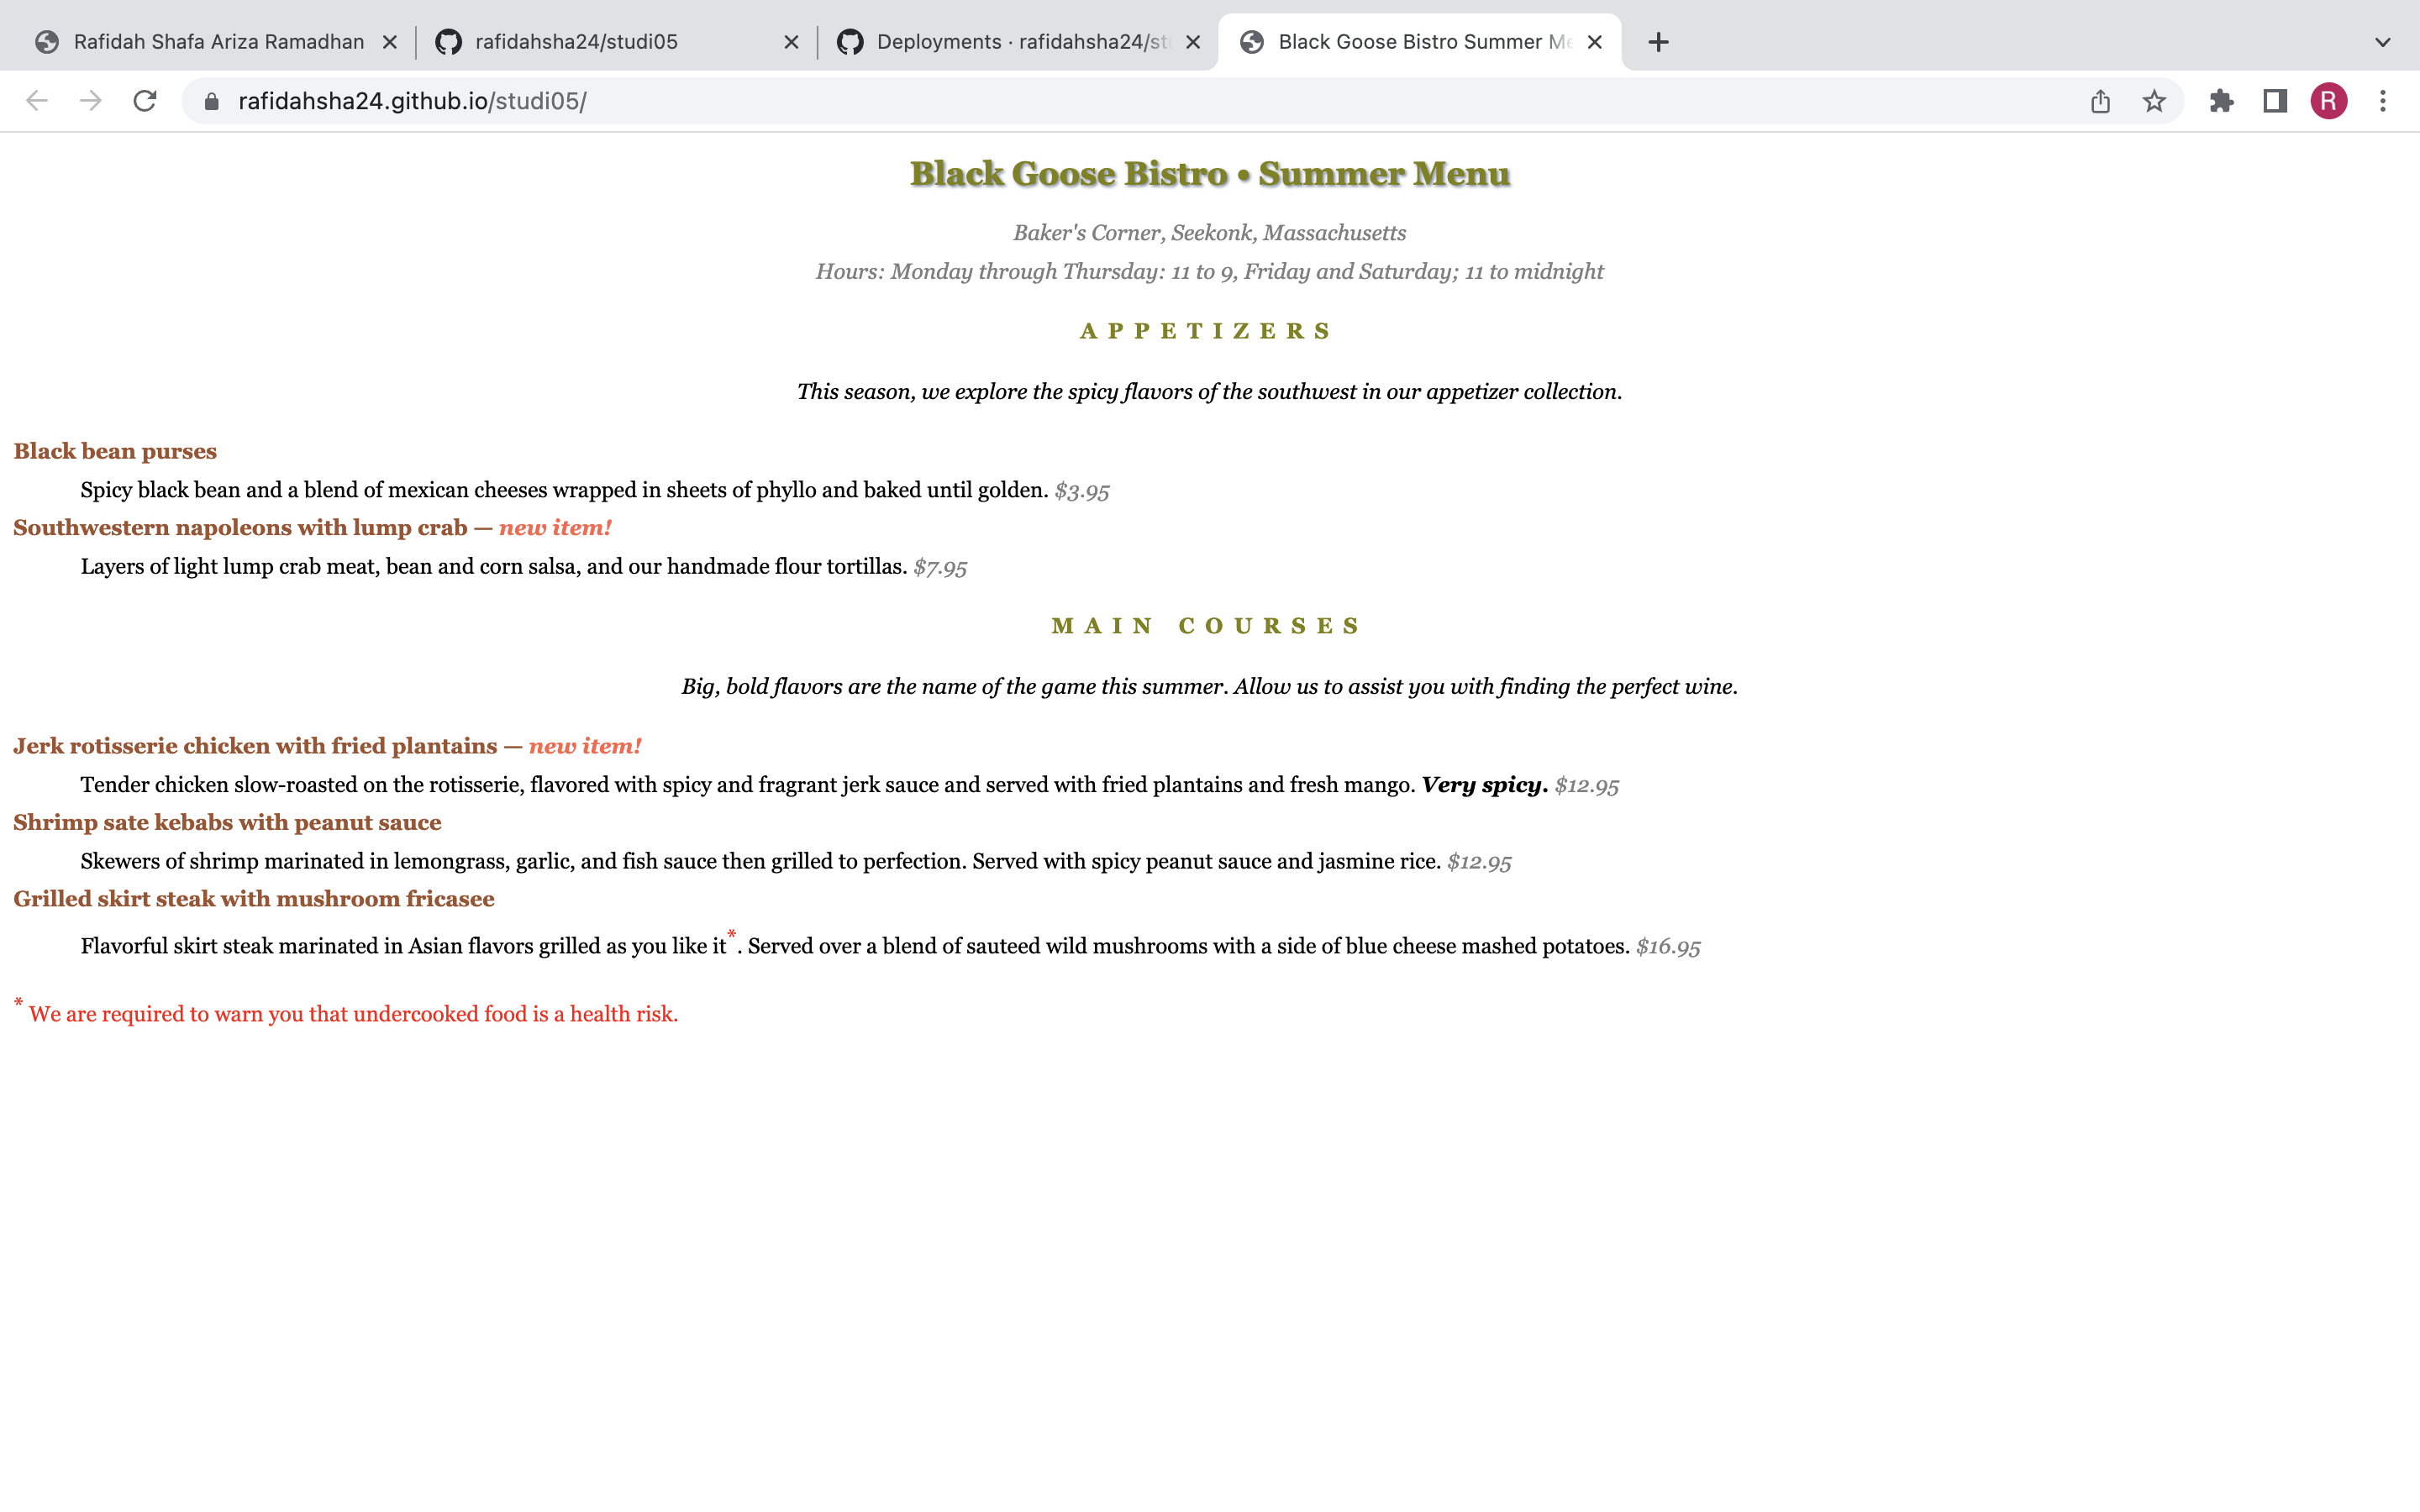 Rafidah Shafa Ariza Ramadhan
rafidahsha24/studi05
Deployments · rafidahsha24/st
Black Goose Bistro Summer Me
rafidahsha24.github.io/studi05/
R
Black Goose Bistro • Summer Menu
Baker's Corner, Seekonk, Massachusetts
Hours: Monday through Thursday: 11 to 9, Friday and Saturday; 11 to midnight
APPETIZERS
This season, we explore the spicy flavors of the southwest in our appetizer collection.
Black bean purses
Spicy black bean and a blend of mexican cheeses wrapped in sheets of phyllo and baked until golden. $3.95
Southwestern napoleons with lump crab — new item!
Layers of light lump crab meat, bean and corn salsa, and our handmade flour tortillas. $7.95
MAIN COURSES
Big, bold flavors are the name of the game this summer. Allow us to assist you with finding the perfect wine.
Jerk rotisserie chicken with fried plantains — new item!
Tender chicken slow-roasted on the rotisserie, flavored with spicy and fragrant jerk sauce and served with fried plantains and fresh mango. Very spicy. $12.95
Shrimp sate kebabs with peanut sauce
Skewers of shrimp marinated in lemongrass, garlic, and fish sauce then grilled to perfection. Served with spicy peanut sauce and jasmine rice. $12.95
Grilled skirt steak with mushroom fricasee
Flavorful skirt steak marinated in Asian flavors grilled as you like it*. Served over a blend of sauteed wild mushrooms with a side of blue cheese mashed potatoes. $16.95
* We are required to warn you that undercooked food is a health risk.